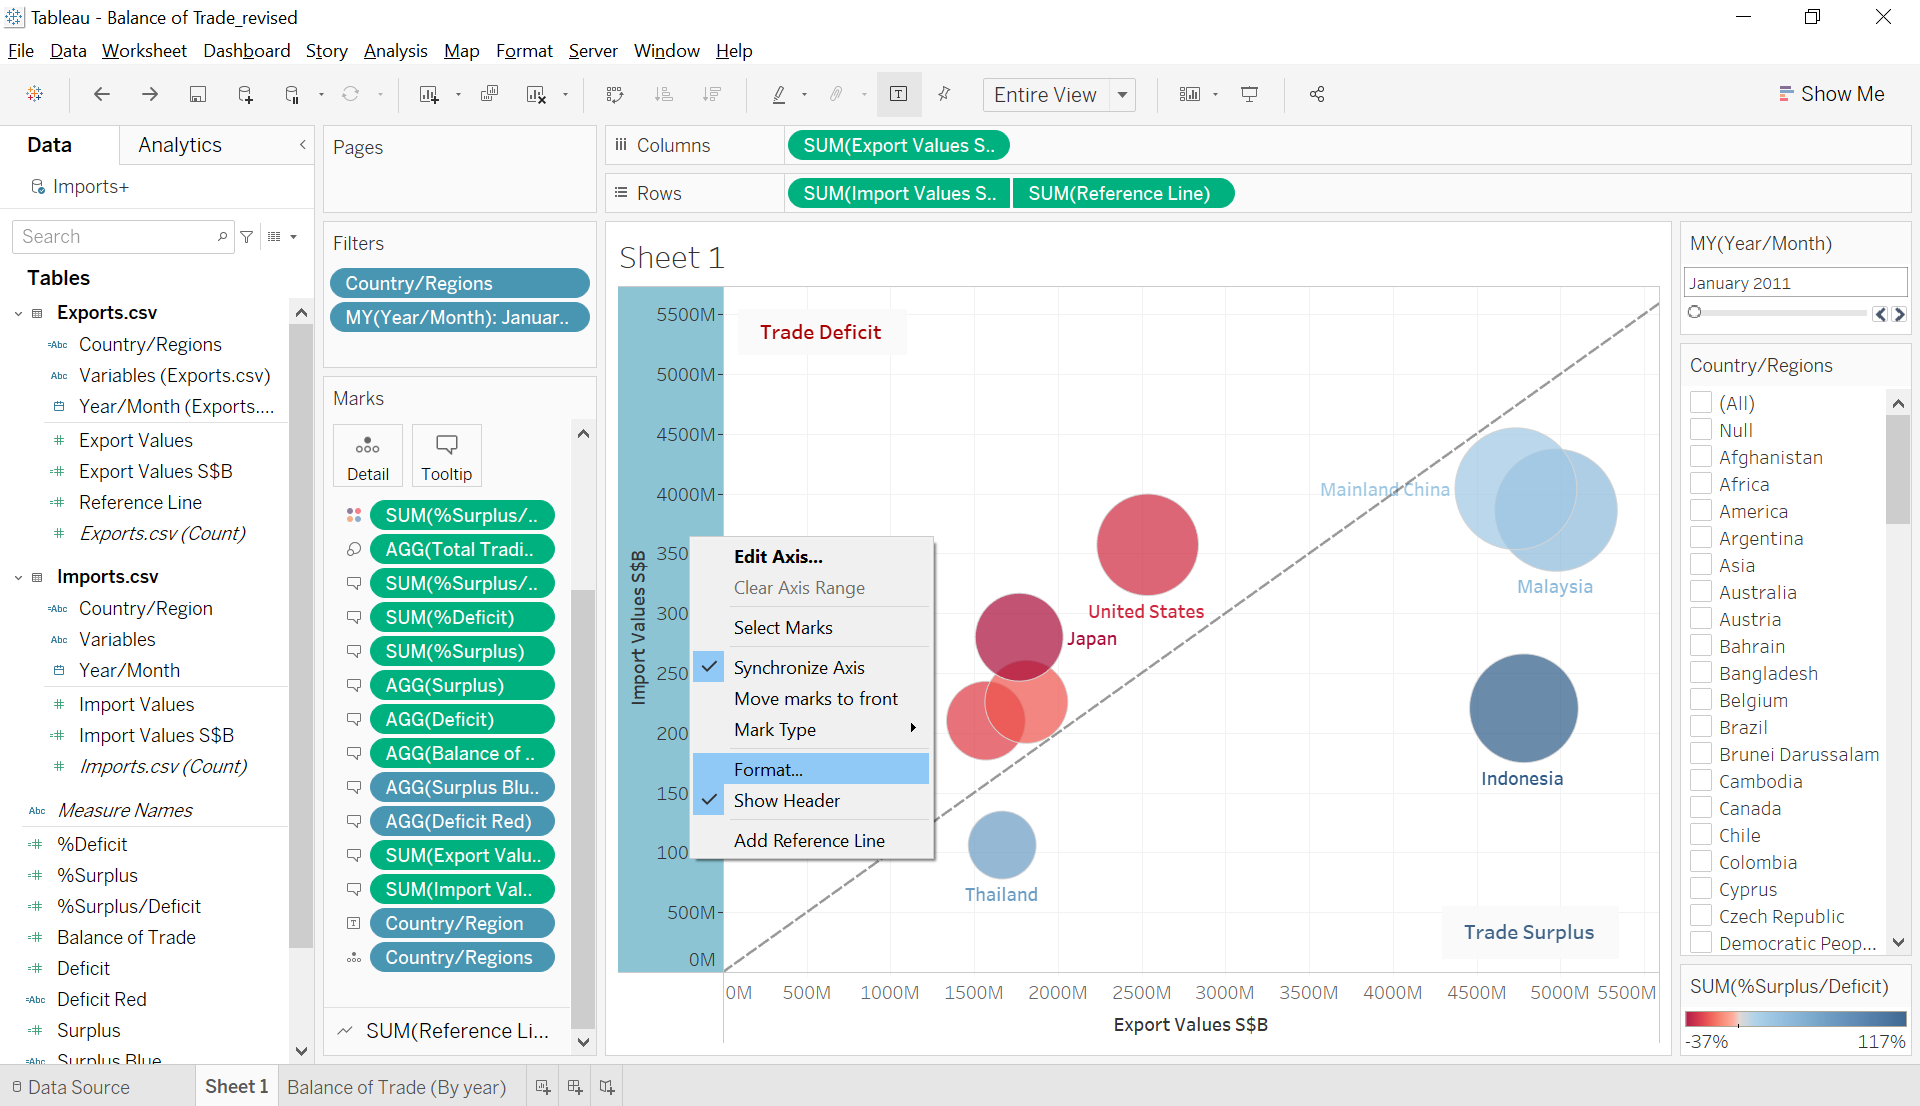 Tableau - Balance of Trade_revised
File Data Worksheet Dashboard Story Analysis Map Format Server Window Help
Entire View
Show Me
Data
Analytics
Imports+
Search
Tables
Exports.csv
Abc Country/Regions
Abc Variables (Exports.csv)
Year/Month (Exports....
Export Values
Export Values S$B
Reference Line
Exports.csv (Count)
Imports.csv
Abc Country/Region
Abc Variables
Year/Month
Import Values
Import Values S$B
Imports.csv (Count)
Abc Measure Names
%Deficit
%Surplus
%Surplus/Deficit
Balance of Trade
Deficit
Abc Deficit Red
Surplus
Abc Surplus Blue
Pages
Filters
Country/Regions
MY(Year/Month): Januar..
Marks
Detail
Tooltip
SUM(%Surplus/..
AGG(Total Tradi..
SUM(%Surplus/..
SUM(%Deficit)
SUM(%Surplus)
AGG(Surplus)
AGG(Deficit)
AGG(Balance of ..
AGG(Surplus Blu..
AGG(Deficit Red)
SUM(Export Valu..
SUM(Import Val..
T Country/Region
Country/Regions
SUM(Reference Li...
Columns
SUM(Export Values S..
Rows
SUM(Import Values S..
SUM(Reference Line)
Sheet 1
Import Values S$B
5500M
5000M
4500M
4000M
350
300
250
200
150
100
500M
0M
Trade Deficit
Mainland China
Malaysia
United States
Japan
Indonesia
Thailand
Trade Surplus
Edit Axis...
Clear Axis Range
Select Marks
Synchronize Axis
Move marks to front
Mark Type
Format...
Show Header
Add Reference Line
0M 500M 1000M 1500M 2000M 2500M 3000M 3500M 4000M 4500M 5000M 5500M
Export Values S$B
MY(Year/Month)
January 2011
Country/Regions
(All)
Null
Afghanistan
Africa
America
Argentina
Asia
Australia
Austria
Bahrain
Bangladesh
Belgium
Brazil
Brunei Darussalam
Cambodia
Canada
Chile
Colombia
Cyprus
Czech Republic
Democratic Peop...
SUM(%Surplus/Deficit)
-37% 117%
Data Source
Sheet 1
Balance of Trade (By year)